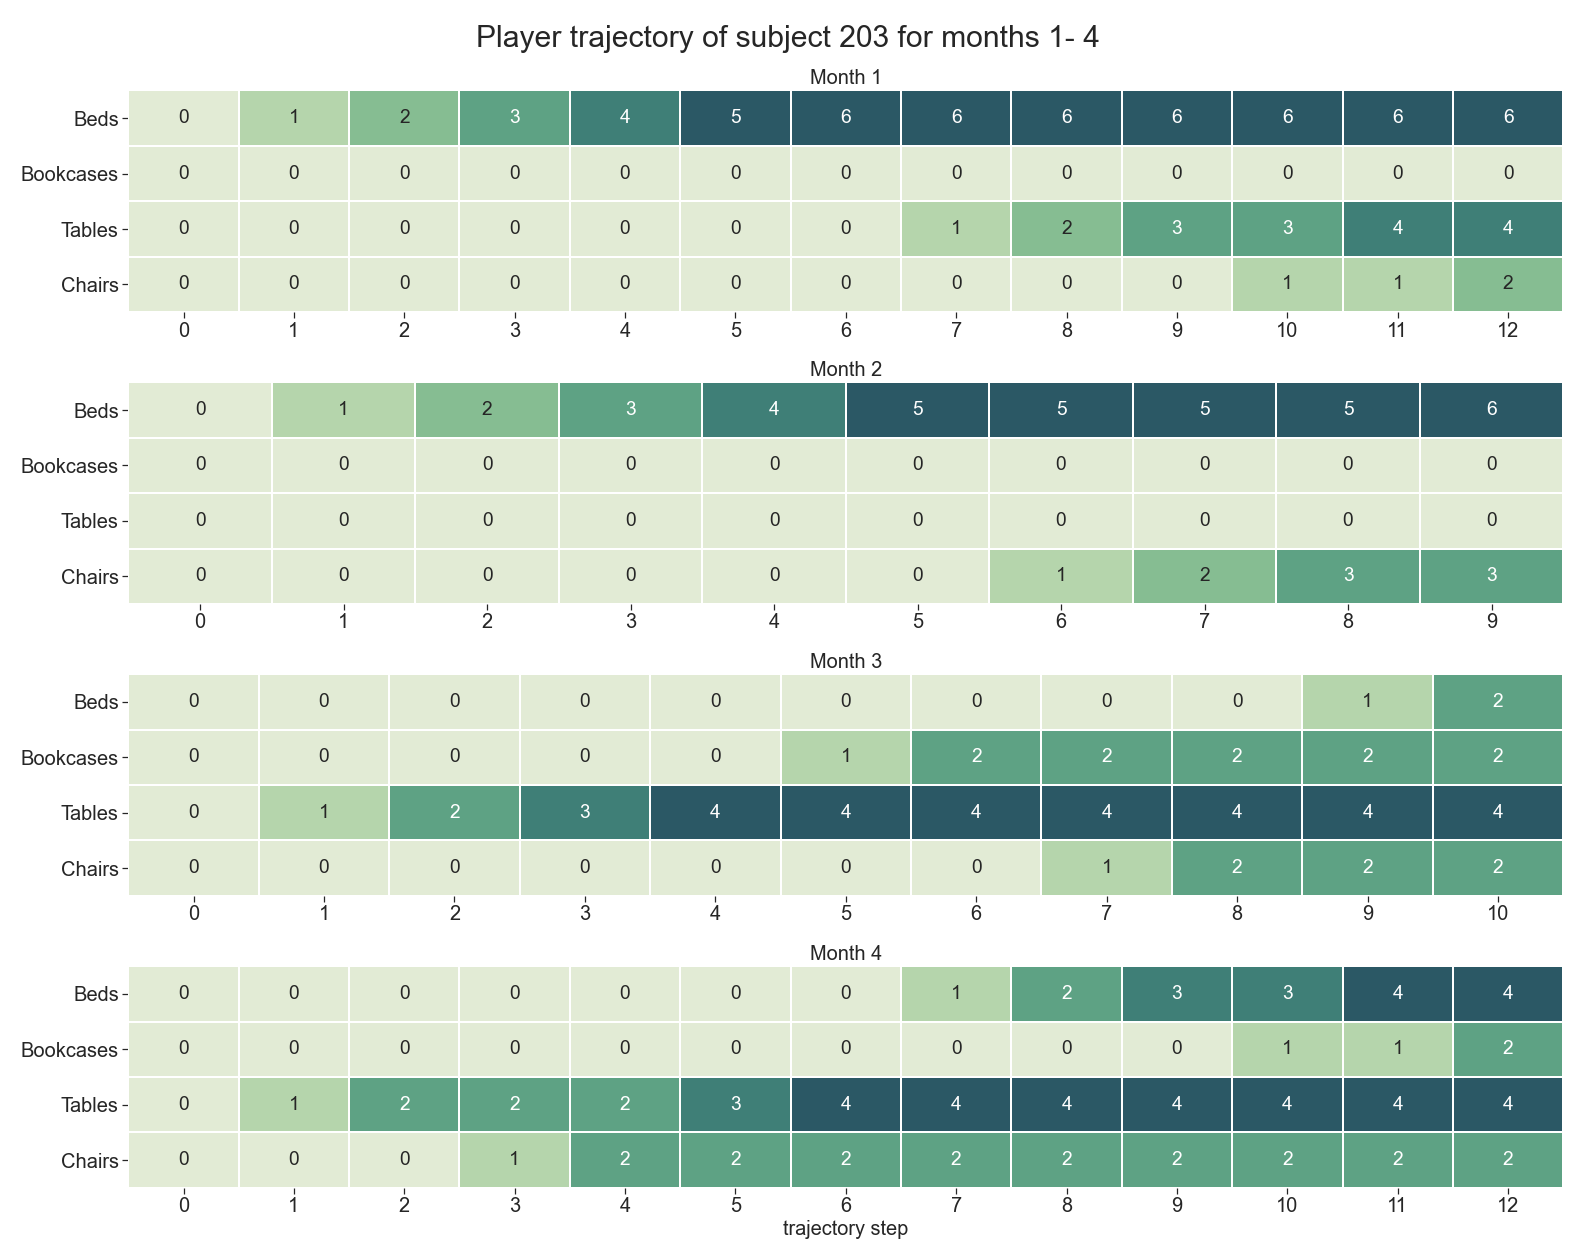 Player trajectory of subject 203 for months 1- 4
Month 1
Beds 0 1 2 3 4 5 6 6 6 6 6 6 6
Bookcases 0 0 0 0 0 0 0 0 0 0 0 0 0
Tables 0 0 0 0 0 0 0 1 2 3 3 4 4
Chairs 0 0 0 0 0 0 0 0 0 0 1 1 2
0 1 2 3 4 5 6 7 8 9 10 11 12
Month 2
Beds 0 1 2 3 4 5 5 5 5 6
Bookcases 0 0 0 0 0 0 0 0 0 0
Tables 0 0 0 0 0 0 0 0 0 0
Chairs 0 0 0 0 0 0 1 2 3 3
0 1 2 3 4 5 6 7 8 9
Month 3
Beds 0 0 0 0 0 0 0 0 0 1 2
Bookcases 0 0 0 0 0 1 2 2 2 2 2
Tables 0 1 2 3 4 4 4 4 4 4 4
Chairs 0 0 0 0 0 0 0 1 2 2 2
0 1 2 3 4 5 6 7 8 9 10
Month 4
Beds 0 0 0 0 0 0 0 1 2 3 3 4 4
Bookcases 0 0 0 0 0 0 0 0 0 0 1 1 2
Tables 0 1 2 2 2 3 4 4 4 4 4 4 4
Chairs 0 0 0 1 2 2 2 2 2 2 2 2 2
0 1 2 3 4 5 6 7 8 9 10 11 12
trajectory step